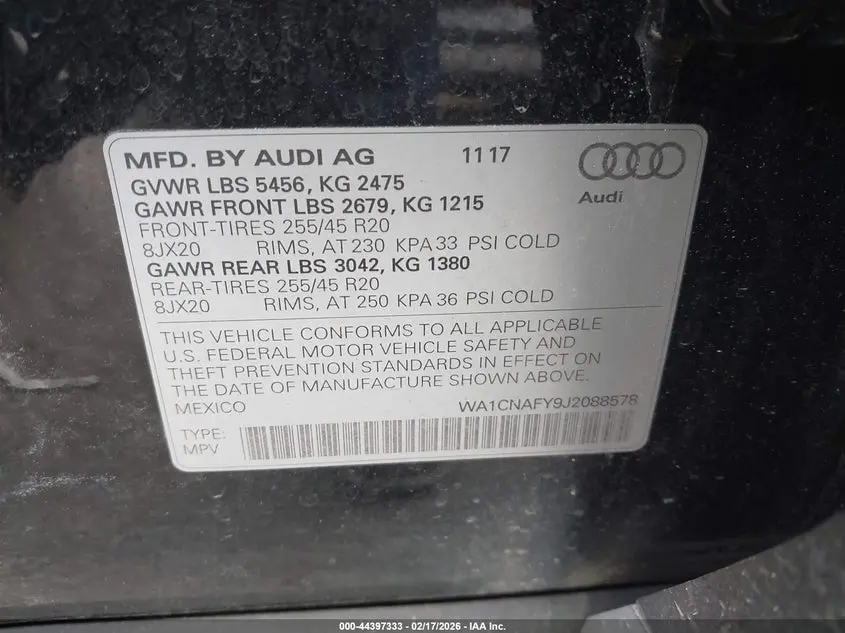 MFD. BY AUDI AG 11 17
Audi
GVWR LBS 5456, KG 2475
GAWR FRONT LBS 2679, KG 1215
FRONT-TIRES 255/45 R20
8JX20 RIMS, AT 230 KPA 33 PSI COLD
GAWR REAR LBS 3042, KG 1380
REAR-TIRES 255/45 R20
8JX20 RIMS, AT 250 KPA 36 PSI COLD
THIS VEHICLE CONFORMS TO ALL APPLICABLE
U.S. FEDERAL MOTOR VEHICLE SAFETY AND
THEFT PREVENTION STANDARDS IN EFFECT ON
THE DATE OF MANUFACTURE SHOWN ABOVE.
MEXICO WA1CNAFY9J2088578
TYPE:
MPV
000-44397333 — 02/17/2026 — IAA Inc.